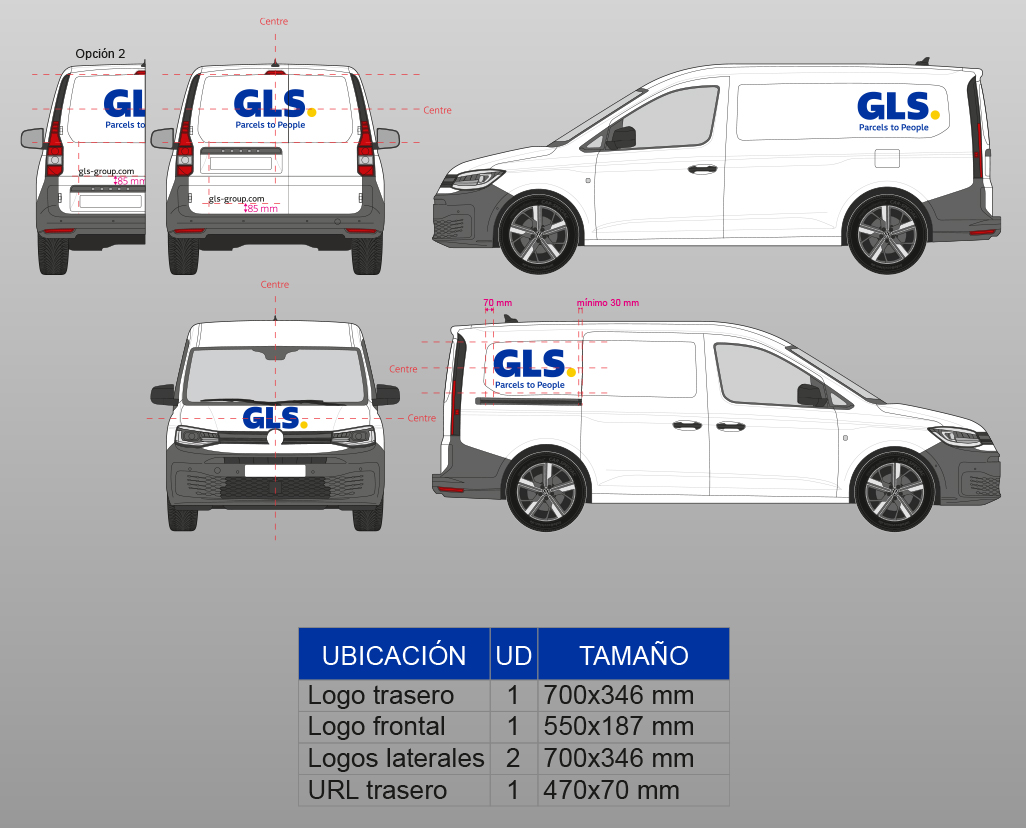 Centre
Opción 2
GL
Parcels to
gls-group.com
85 mm
GLS.
Parcels to People
gls-group.com
85 mm
Centre
GLS.
Parcels to People
Centre
GLS.
Centre
70 mm
mínimo 30 mm
Centre
GLS.
Parcels to People
UBICACIÓN UD TAMAÑO
Logo trasero 1 700x346 mm
Logo frontal 1 550x187 mm
Logos laterales 2 700x346 mm
URL trasero 1 470x70 mm